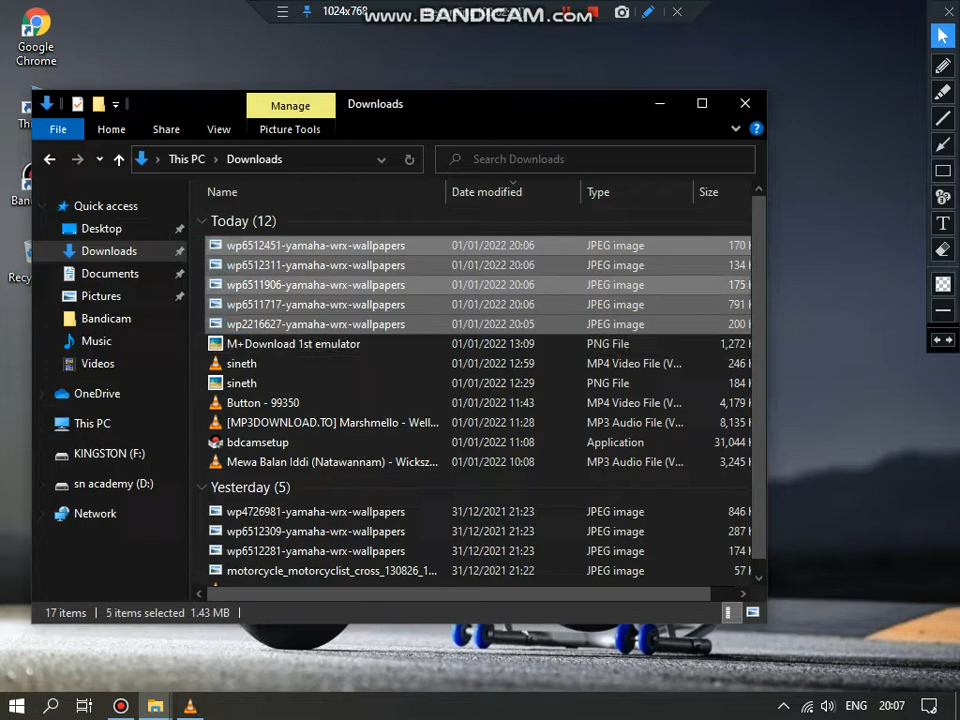 1024x768
www.BANDICAM.com
Google
Chrome
Manage
Downloads
File
Home
Share
View
Picture Tools
This PC
Downloads
Search Downloads
Name
Date modified
Type
Size
Quick access
Desktop
Downloads
Documents
Pictures
Bandicam
Music
Videos
OneDrive
This PC
KINGSTON (F:)
sn academy (D:)
Network
Today (12)
wp6512451-yamaha-wrx-wallpapers 01/01/2022 20:06 JPEG image 170
wp6512311-yamaha-wrx-wallpapers 01/01/2022 20:06 JPEG image 134
wp6511906-yamaha-wrx-wallpapers 01/01/2022 20:06 JPEG image 175
wp6511717-yamaha-wrx-wallpapers 01/01/2022 20:06 JPEG image 791
wp2216627-yamaha-wrx-wallpapers 01/01/2022 20:05 JPEG image 200
M+Download 1st emulator 01/01/2022 13:09 PNG File 1,272
sineth 01/01/2022 12:59 MP4 Video File (V... 246
sineth 01/01/2022 12:29 PNG File 184
Button - 99350 01/01/2022 11:43 MP4 Video File (V... 4,179
[MP3DOWNLOAD.TO] Marshmello - Well... 01/01/2022 11:28 MP3 Audio File (V... 8,135
bdcamsetup 01/01/2022 11:08 Application 31,044
Mewa Balan Iddi (Natawannam) - Wicksz... 01/01/2022 10:08 MP3 Audio File (V... 3,245
Yesterday (5)
wp4726981-yamaha-wrx-wallpapers 31/12/2021 21:23 JPEG image 846
wp6512309-yamaha-wrx-wallpapers 31/12/2021 21:23 JPEG image 287
wp6512281-yamaha-wrx-wallpapers 31/12/2021 21:23 JPEG image 174
motorcycle_motorcyclist_cross_130826_1... 31/12/2021 21:22 JPEG image 57
17 items
5 items selected 1.43 MB
ENG
20:07